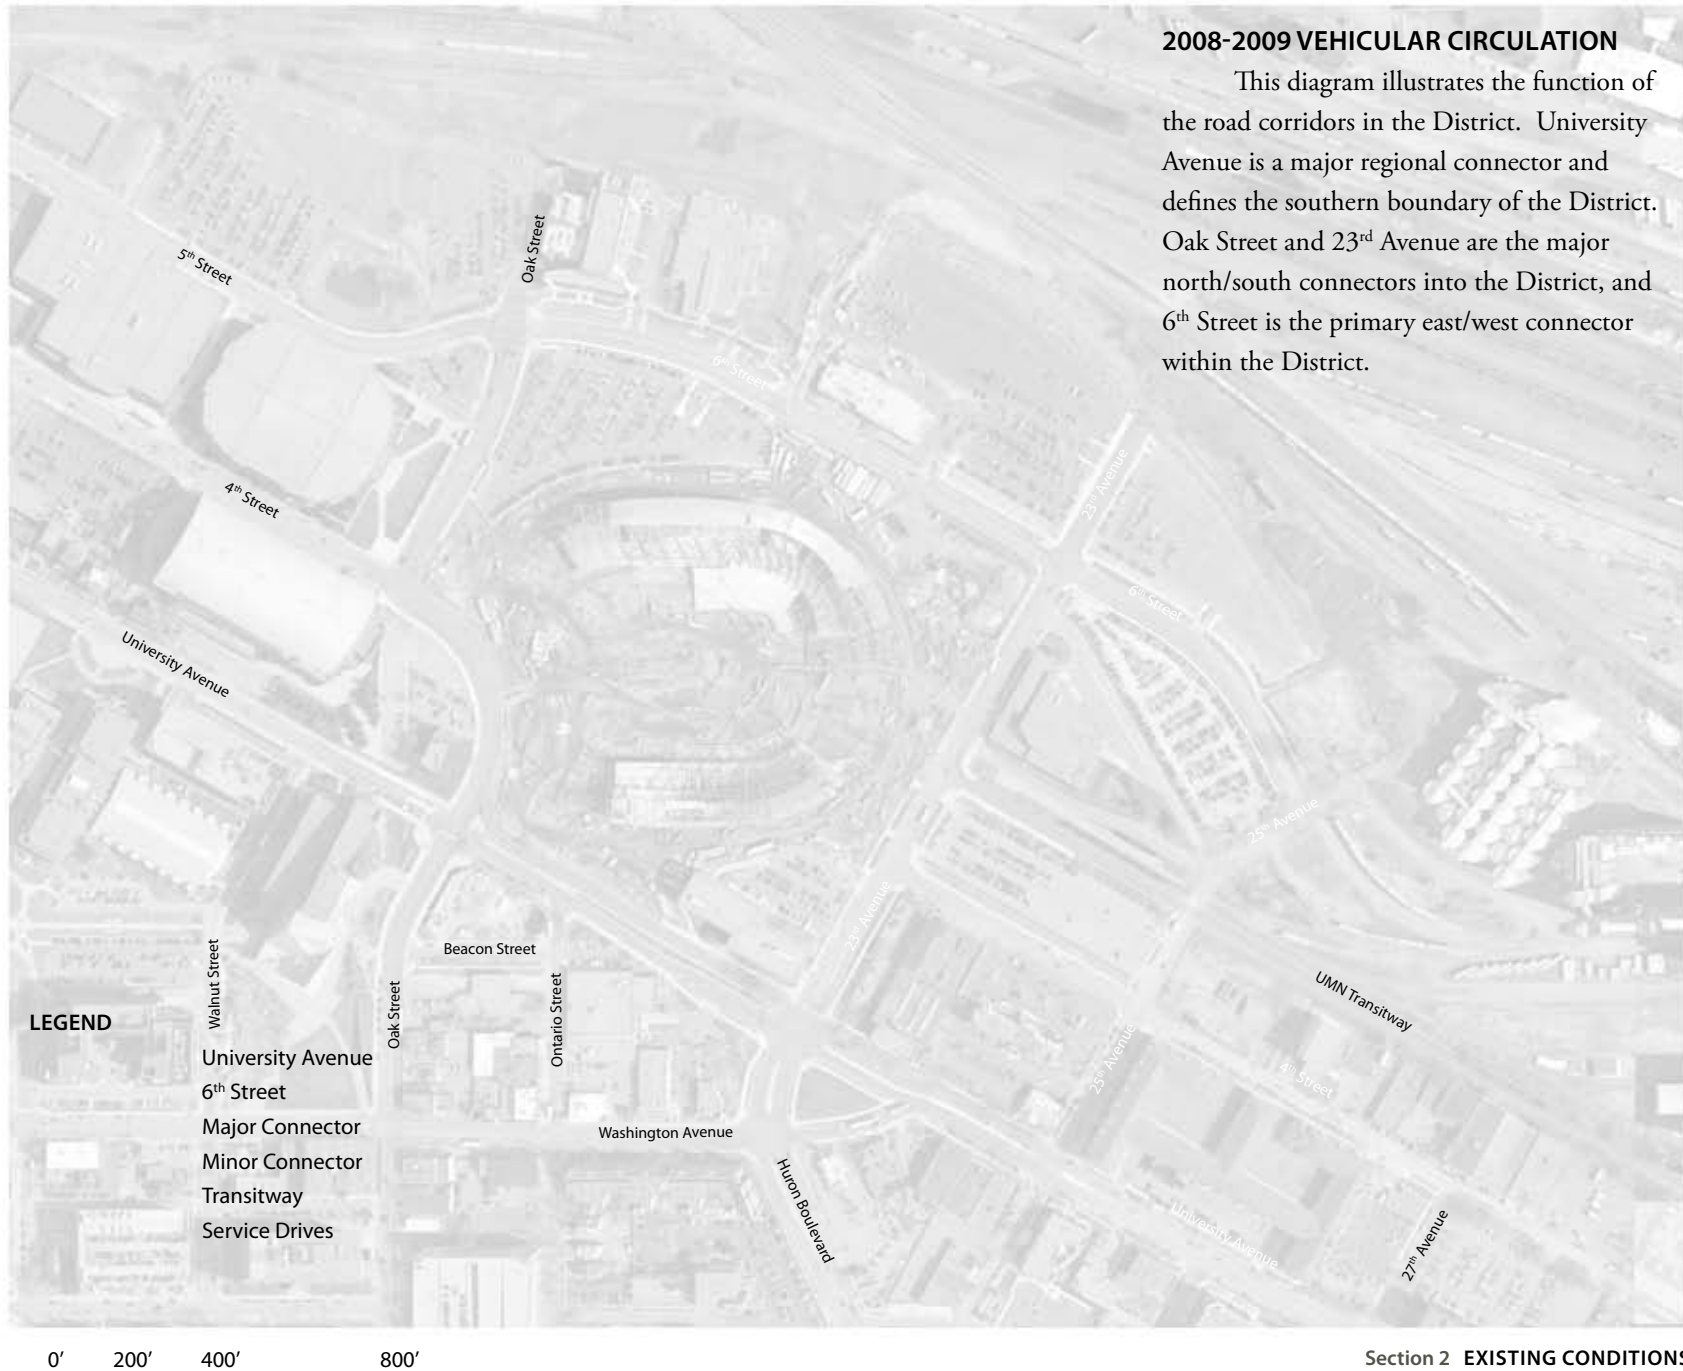 2008-2009 VEHICULAR CIRCULATION
This diagram illustrates the function of
the road corridors in the District. University
Avenue is a major regional connector and
defines the southern boundary of the District.
Oak Street and 23rd Avenue are the major
north/south connectors into the District, and
6th Street is the primary east/west connector
within the District.
Oak Street
5th Street
6th Street
23rd Avenue
4th Street
6th Street
University Avenue
25th Avenue
23rd Avenue
Beacon Street
Walnut Street
Oak Street
Ontario Street
UMN Transitway
25th Avenue
4th Street
Washington Avenue
Huron Boulevard
University Avenue
27th Avenue
LEGEND
University Avenue
6th Street
Major Connector
Minor Connector
Transitway
Service Drives
0' 200' 400' 800'
Section 2 EXISTING CONDITIONS